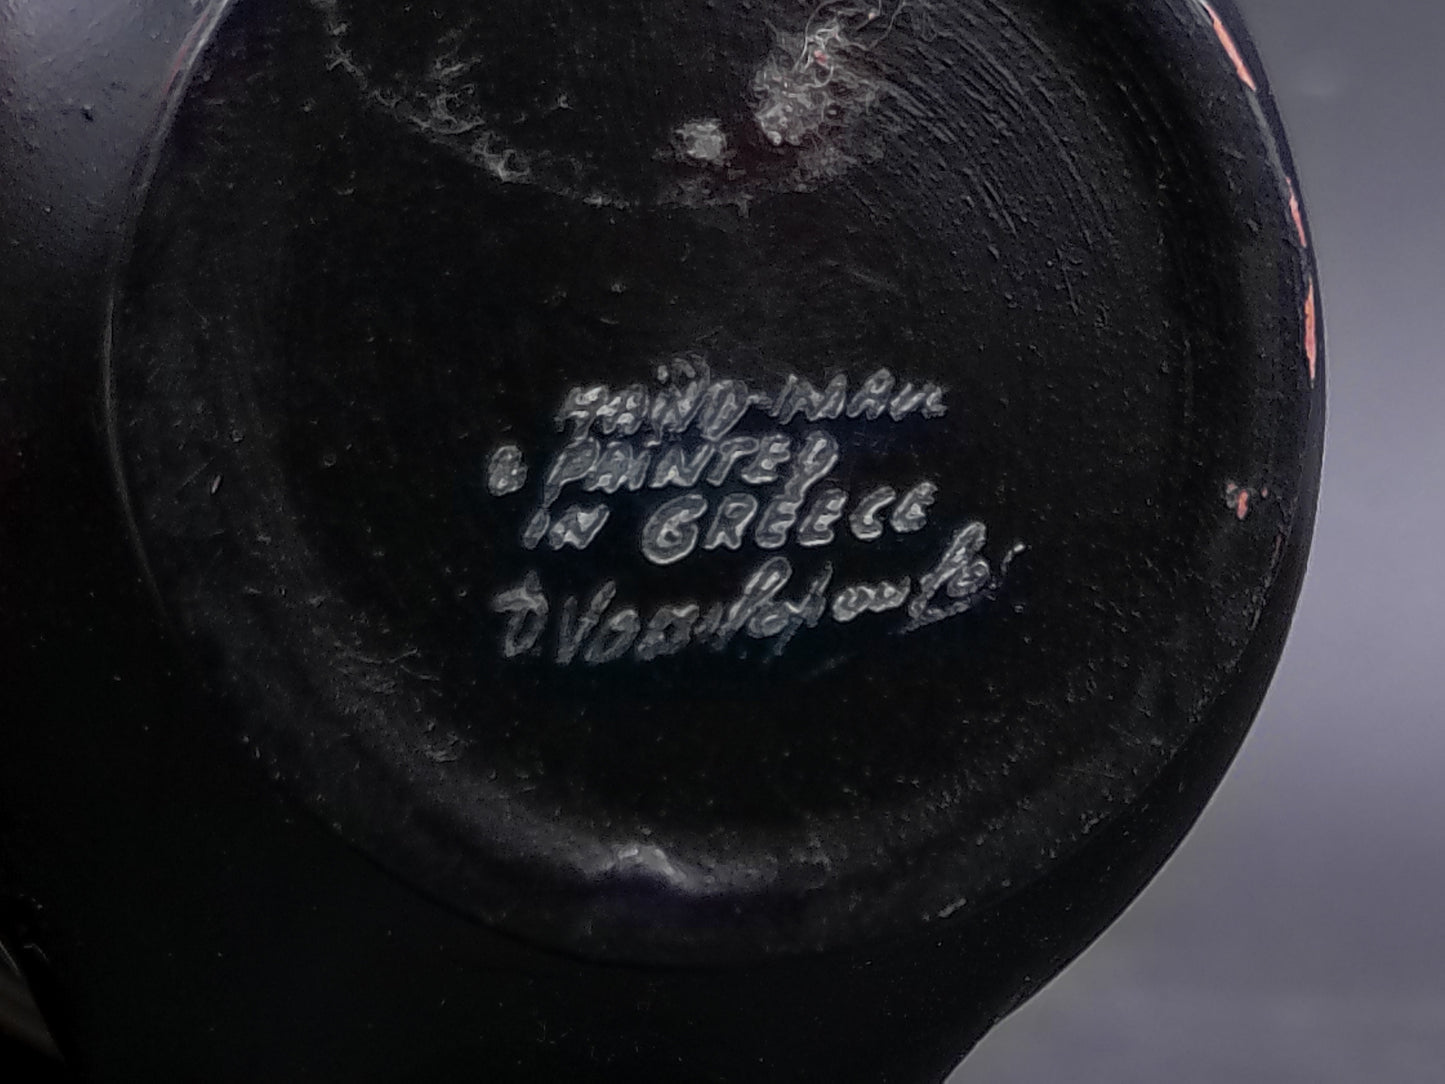 HAND-MADE
& PAINTED
IN GREECE
D.